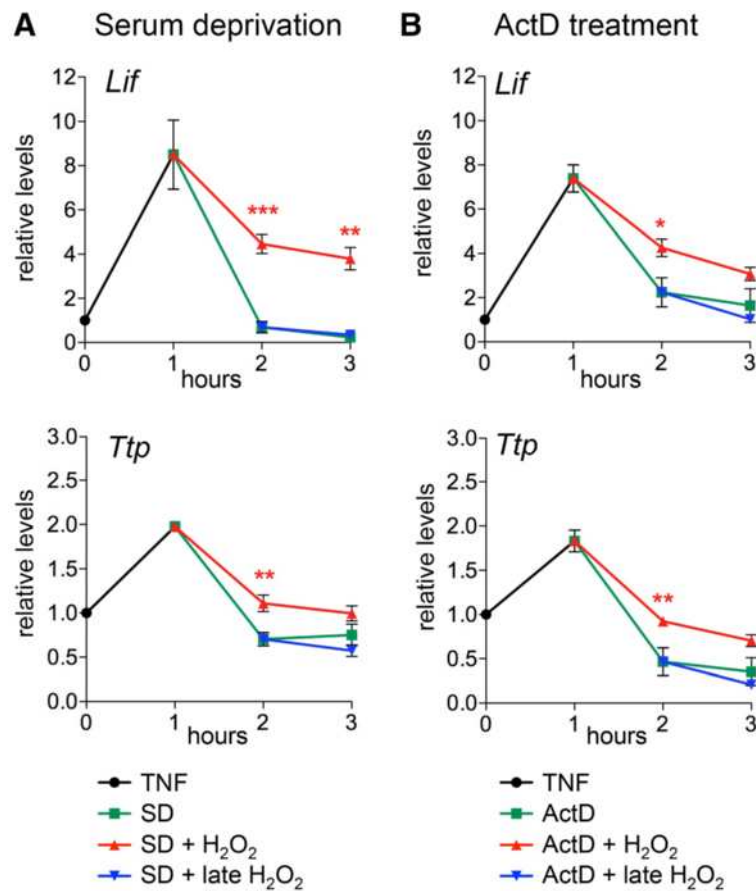 A Serum deprivation
Lif
12
10
8
6
4
2
1
0
relative levels
***
**
0 1 2 3
hours
Ttp
3.0
2.5
2.0
1.5
1.0
0.5
0.0
relative levels
**
0 1 2 3
hours
TNF
SD
SD + H₂O₂
SD + late H₂O₂
B ActD treatment
Lif
12
10
8
6
4
2
1
0
relative levels
*
0 1 2 3
hours
Ttp
3.0
2.5
2.0
1.5
1.0
0.5
0.0
relative levels
**
0 1 2 3
hours
TNF
ActD
ActD + H₂O₂
ActD + late H₂O₂